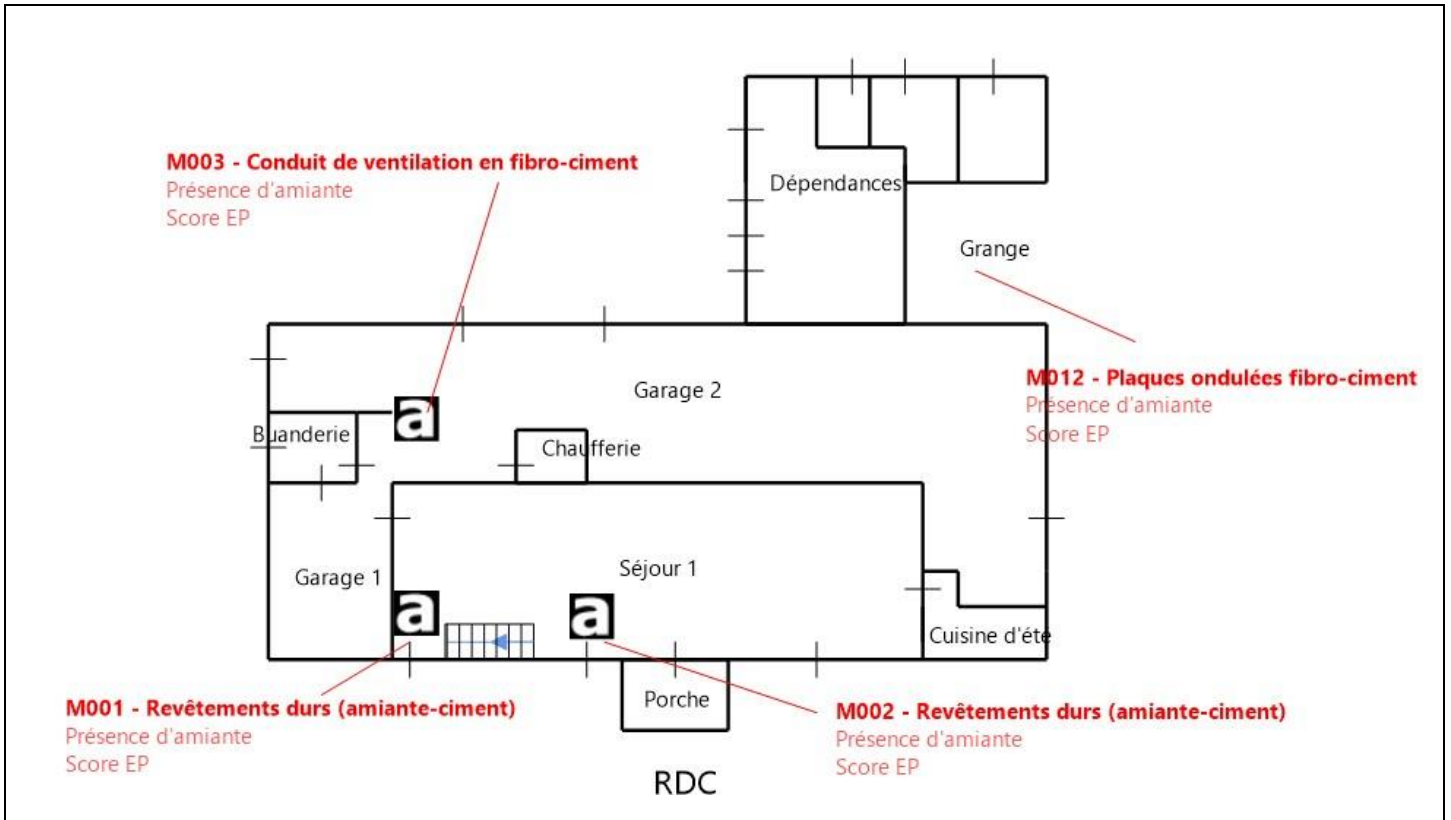 M003 - Conduit de ventilation en fibro-ciment
Présence d'amiante
Score EP
Dépendances
Grange
M012 - Plaques ondulées fibro-ciment
Présence d'amiante
Score EP
Garage 2
a
Buanderie
Chaufferie
Séjour 1
Garage 1
a
a
Cuisine d'été
Porche
M001 - Revêtements durs (amiante-ciment)
Présence d'amiante
Score EP
M002 - Revêtements durs (amiante-ciment)
Présence d'amiante
Score EP
RDC